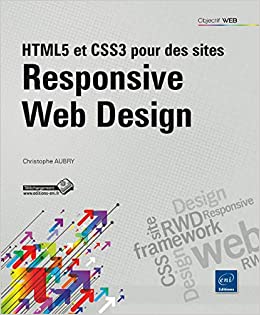 Objectif WEB
HTML5 et CSS3 pour des sites
Responsive
Web Design
Christophe AUBRY
Téléchargement
www.editions-eni.fr
Design
site RWD Responsive
framework
CSS Design web
eni
Editions